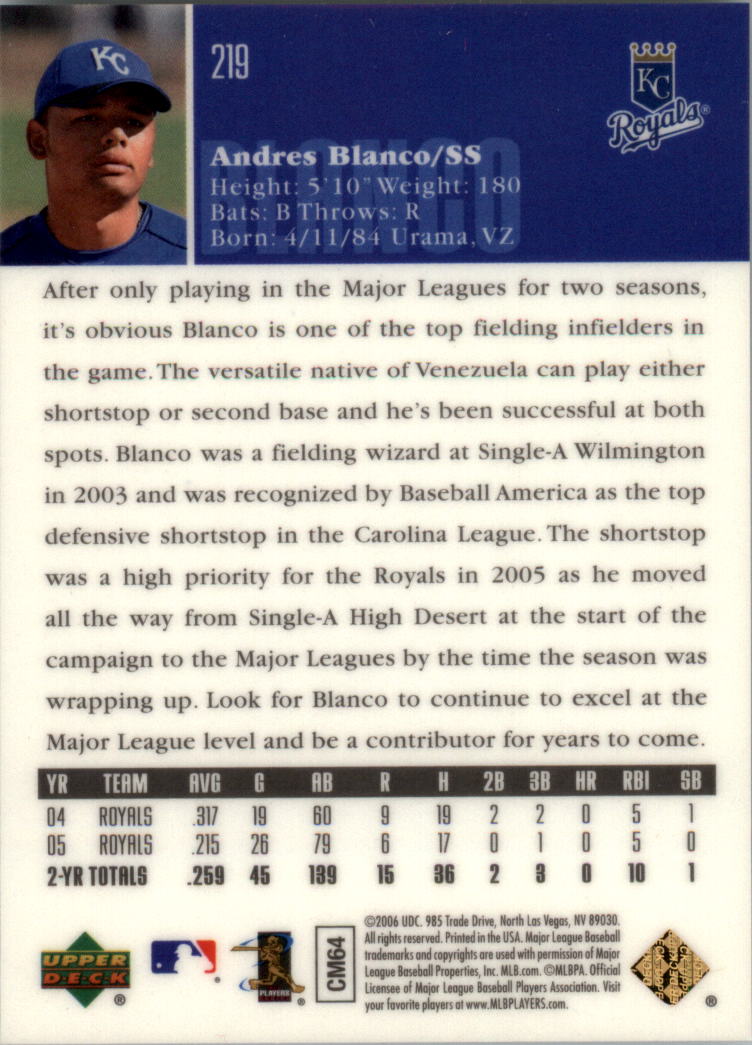 KC
219
KC
Royals®
BLANCO
Andres Blanco/SS
Height: 5'10" Weight: 180
Bats: B Throws: R
Born: 4/11/84 Urama, VZ
After only playing in the Major Leagues for two seasons,
it's obvious Blanco is one of the top fielding infielders in
the game. The versatile native of Venezuela can play either
shortstop or second base and he's been successful at both
spots. Blanco was a fielding wizard at Single-A Wilmington
in 2003 and was recognized by Baseball America as the top
defensive shortstop in the Carolina League. The shortstop
was a high priority for the Royals in 2005 as he moved
all the way from Single-A High Desert at the start of the
campaign to the Major Leagues by the time the season was
wrapping up. Look for Blanco to continue to excel at the
Major League level and be a contributor for years to come.
YR TEAM AVG G AB R H 2B 3B HR RBI SB
04 ROYALS .317 19 60 9 19 2 2 0 5 1
05 ROYALS .215 26 79 6 17 0 1 0 5 0
2-YR TOTALS .259 45 139 15 36 2 3 0 10 1
UPPER
DECK
®
®
PLAYERS
®
CM64
©2006 UDC. 985 Trade Drive, North Las Vegas, NV 89030.
All rights reserved. Printed in the USA. Major League Baseball
trademarks and copyrights are used with permission of Major
League Baseball Properties, Inc. MLB.com. ©MLBPA. Official
Licensee of Major League Baseball Players Association. Visit
your favorite players at www.MLBPLAYERS.com.
®